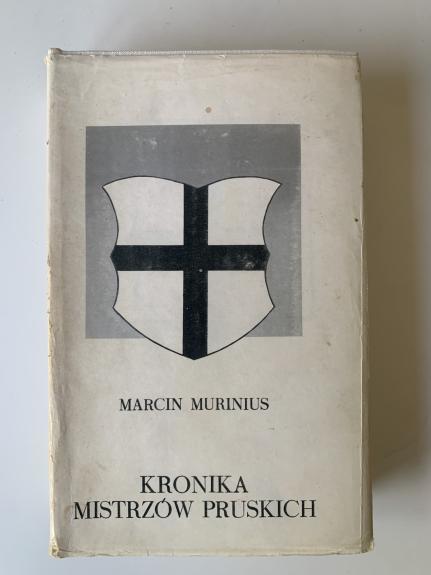 MARCIN MURINIUS
KRONIKA
MISTRZÓW PRUSKICH